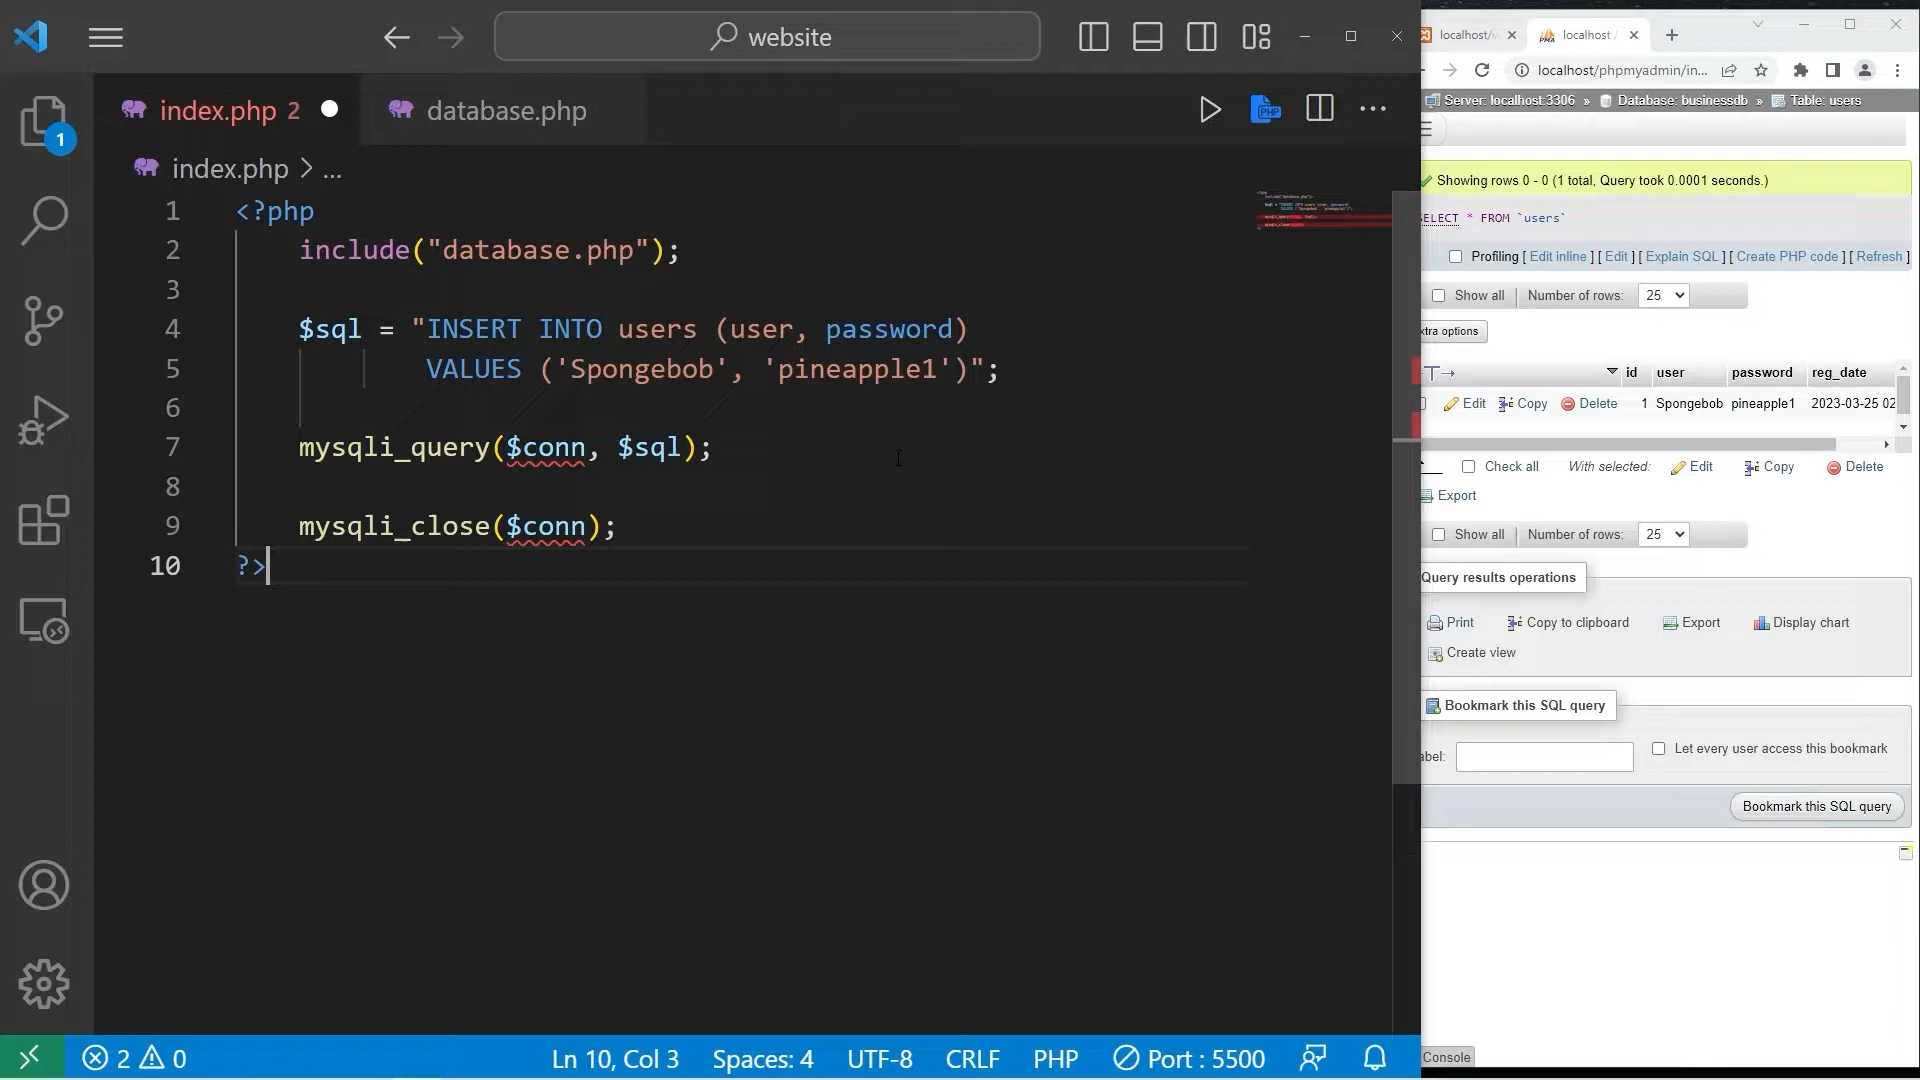 website
index.php 2
database.php
index.php > ...
1 <?php
2 include("database.php");
3
4 $sql = "INSERT INTO users (user, password)
5 VALUES ('Spongebob', 'pineapple1')";
6
7 mysqli_query($conn, $sql);
8
9 mysqli_close($conn);
10 ?>
1
PHP
2 0
Ln 10, Col 3
Spaces: 4
UTF-8
CRLF
PHP
Port : 5500
localhost/
localhost /
localhost/phpmyadmin/in...
Server: localhost:3306 » Database: businessdb » Table: users
Showing rows 0 - 0 (1 total, Query took 0.0001 seconds.)
ELECT * FROM `users`
Profiling [ Edit inline ] [ Edit ] [ Explain SQL ] [ Create PHP code ] [ Refresh ]
Show all Number of rows: 25
xtra options
id user password reg_date
Edit Copy Delete 1 Spongebob pineapple1 2023-03-25 02
Check all With selected: Edit Copy Delete
Export
Show all Number of rows: 25
Query results operations
Print Copy to clipboard Export Display chart
Create view
Bookmark this SQL query
abel: Let every user access this bookmark
Bookmark this SQL query
Console